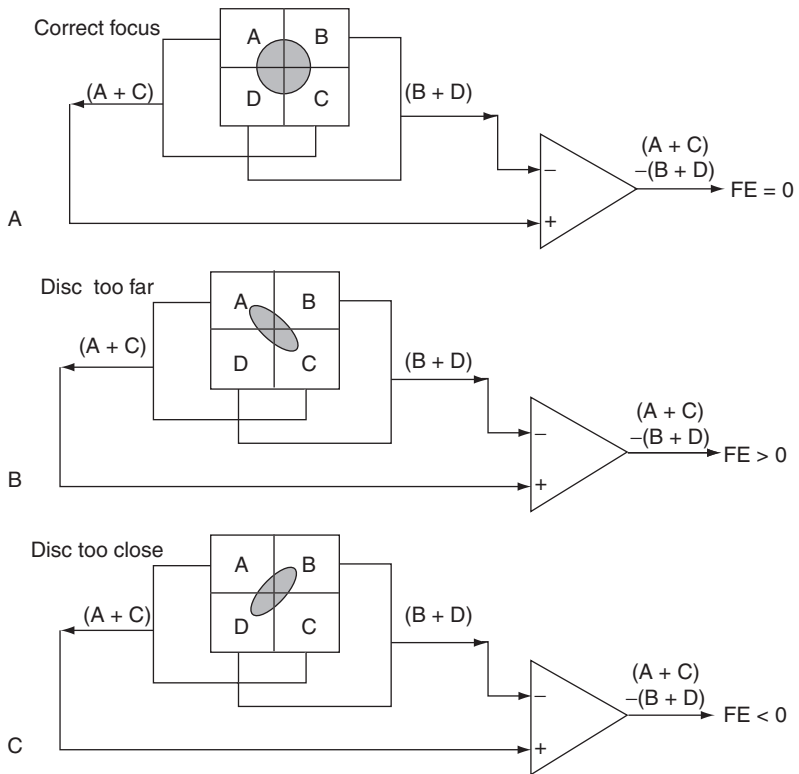 Correct focus
A B
D C
(A + C)
(B + D)
−
+
(A + C)
−(B + D)
FE = 0
A
Disc too far
A B
D C
(A + C)
(B + D)
−
+
(A + C)
−(B + D)
FE > 0
B
Disc too close
A B
D C
(A + C)
(B + D)
−
+
(A + C)
−(B + D)
FE < 0
C